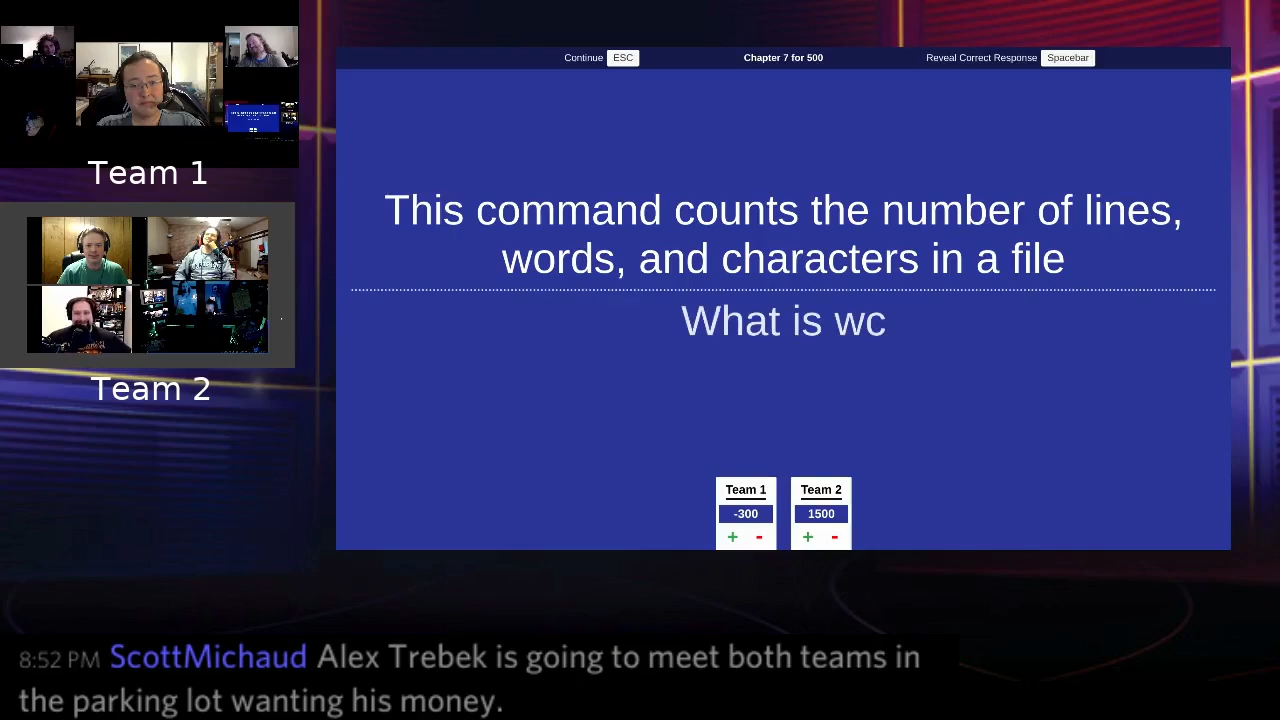 Team 1
Team 2
Continue ESC
Chapter 7 for 500
Reveal Correct Response Spacebar
This command counts the number of lines,
words, and characters in a file
What is wc
Team 1
-300
+ -
Team 2
1500
+ -
8:52 PM ScottMichaud Alex Trebek is going to meet both teams in
the parking lot wanting his money.